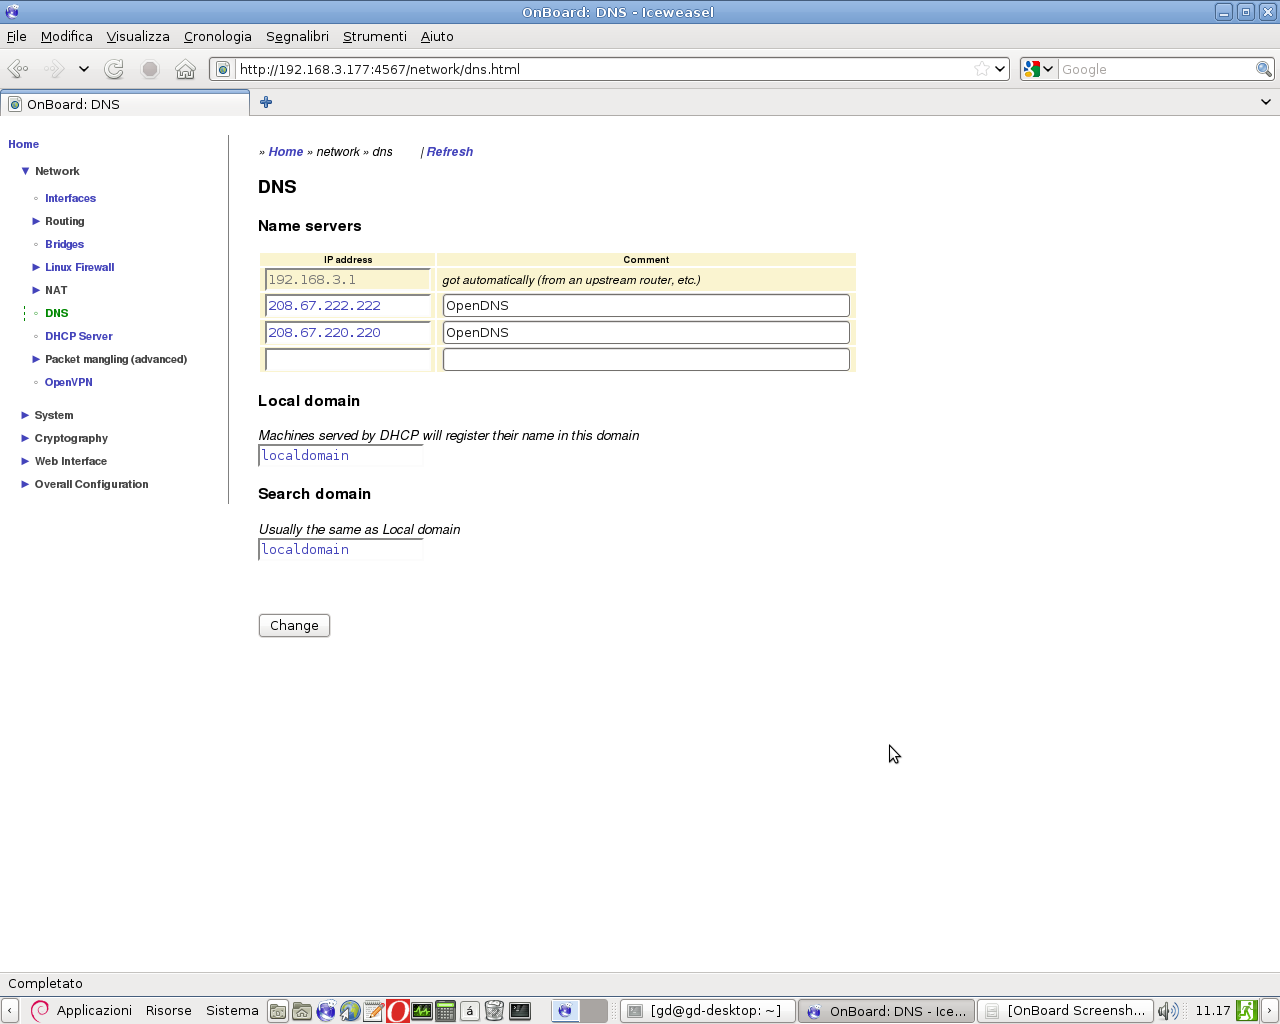 OnBoard: DNS - Iceweasel
File Modifica Visualizza Cronologia Segnalibri Strumenti Aiuto
http://192.168.3.177:4567/network/dns.html
Google
OnBoard: DNS
Home
Network
Interfaces
Routing
Bridges
Linux Firewall
NAT
DNS
DHCP Server
Packet mangling (advanced)
OpenVPN
System
Cryptography
Web Interface
Overall Configuration
» Home » network » dns | Refresh
DNS
Name servers
IP address Comment
192.168.3.1 got automatically (from an upstream router, etc.)
208.67.222.222 OpenDNS
208.67.220.220 OpenDNS
Local domain
Machines served by DHCP will register their name in this domain
localdomain
Search domain
Usually the same as Local domain
localdomain
Change
Completato
Applicazioni Risorse Sistema á [gd@gd-desktop: ~] OnBoard: DNS - Ice... [OnBoard Screensh... 11.17